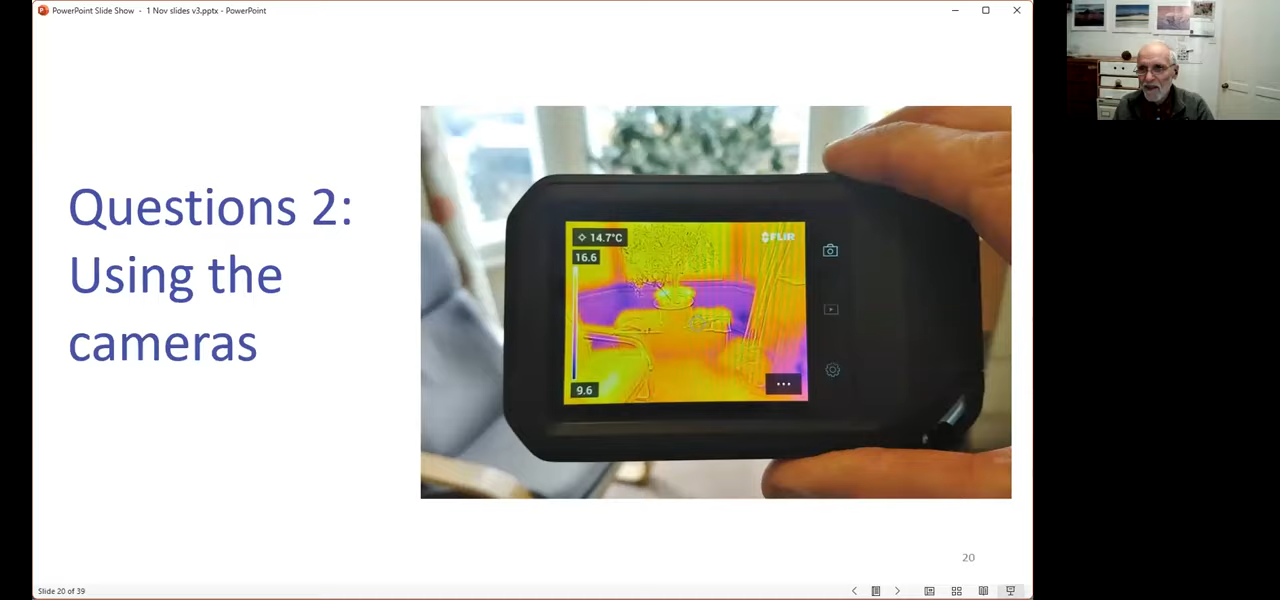 PowerPoint Slide Show - 1 Nov slides v3.pptx - PowerPoint
Questions 2:
Using the
cameras
14.7°C
FLIR
16.6
9.6
20
Slide 20 of 39